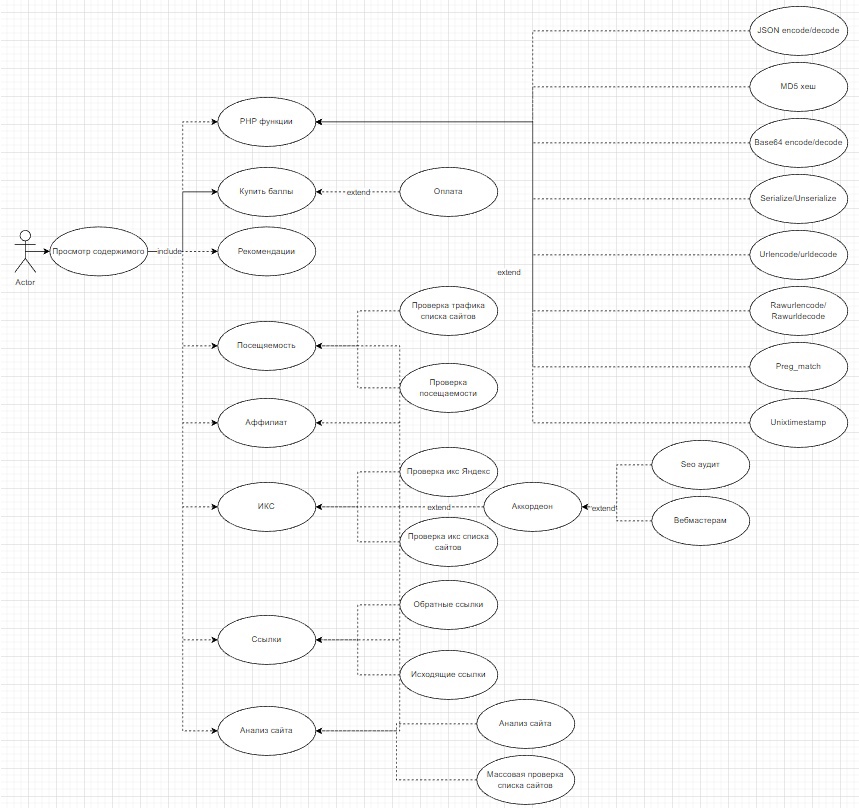 JSON encode/decode
MD5 хеш
PHP функции
Base64 encode/decode
Купить баллы
extend
Оплата
Serialize/Unserialize
Просмотр содержимого
include
Рекомендации
Urlencode/urldecode
Actor
extend
Проверка трафика
списка сайтов
Rawurlencode/
Rawurldecode
Посещяемость
Preg_match
Проверка
посещаемости
Аффилиат
Unixtimestamp
Seo аудит
Проверка икс Яндекс
ИКС
extend
Аккордеон
extend
Вебмастерам
Проверка икс списка
сайтов
Обратные ссылки
Ссылки
Исходящие ссылки
Анализ сайта
Анализ сайта
Массовая проверка
списка сайтов